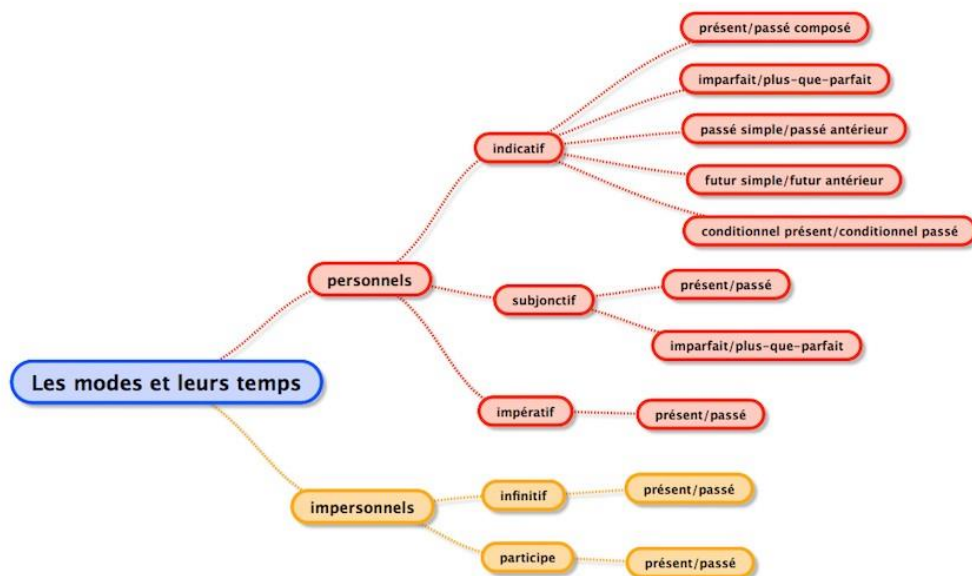 présent/passé composé
imparfait/plus-que-parfait
passé simple/passé antérieur
indicatif
futur simple/futur antérieur
conditionnel présent/conditionnel passé
personnels
subjonctif
présent/passé
imparfait/plus-que-parfait
Les modes et leurs temps
impératif
présent/passé
impersonnels
infinitif
présent/passé
participe
présent/passé